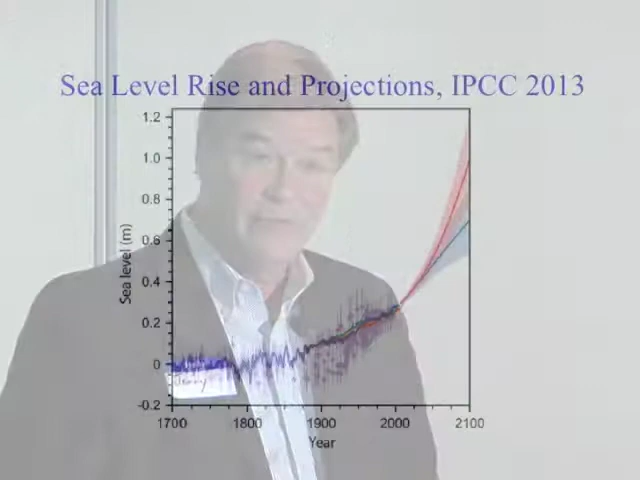 Sea Level Rise and Projections, IPCC 2013
1.2
1.0
0.8
0.6
0.4
0.2
0
-0.2
Sea level (m)
1700 1800 1900 2000 2100
Year